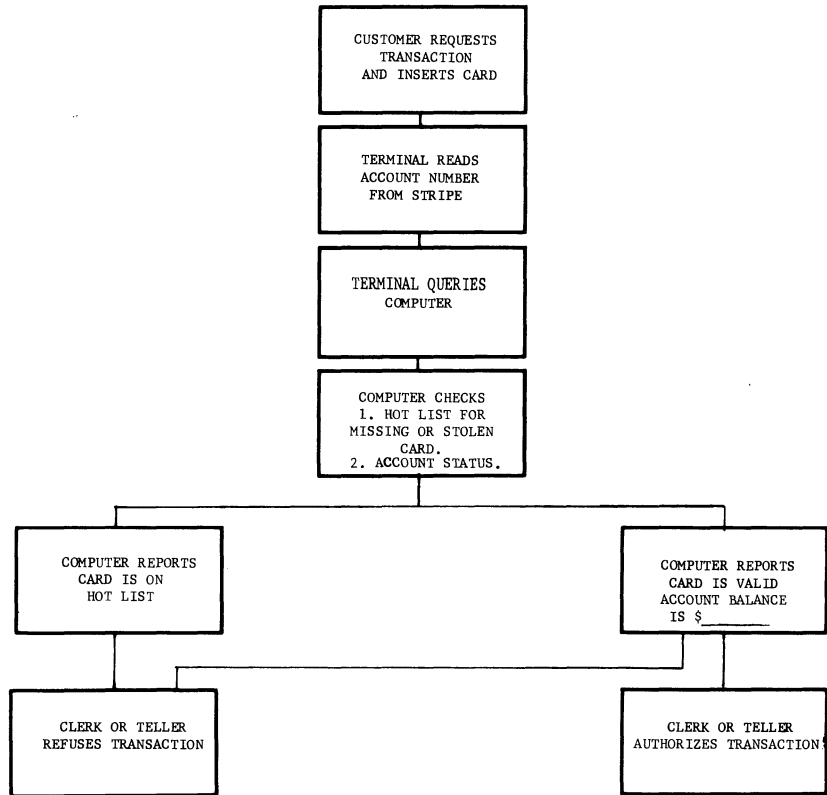 CUSTOMER REQUESTS
TRANSACTION
AND INSERTS CARD
TERMINAL READS
ACCOUNT NUMBER
FROM STRIPE
TERMINAL QUERIES
COMPUTER
COMPUTER CHECKS
1. HOT LIST FOR
MISSING OR STOLEN
CARD.
2. ACCOUNT STATUS.
COMPUTER REPORTS
CARD IS ON
HOT LIST
COMPUTER REPORTS
CARD IS VALID
ACCOUNT BALANCE
IS $________
CLERK OR TELLER
REFUSES TRANSACTION
CLERK OR TELLER
AUTHORIZES TRANSACTION